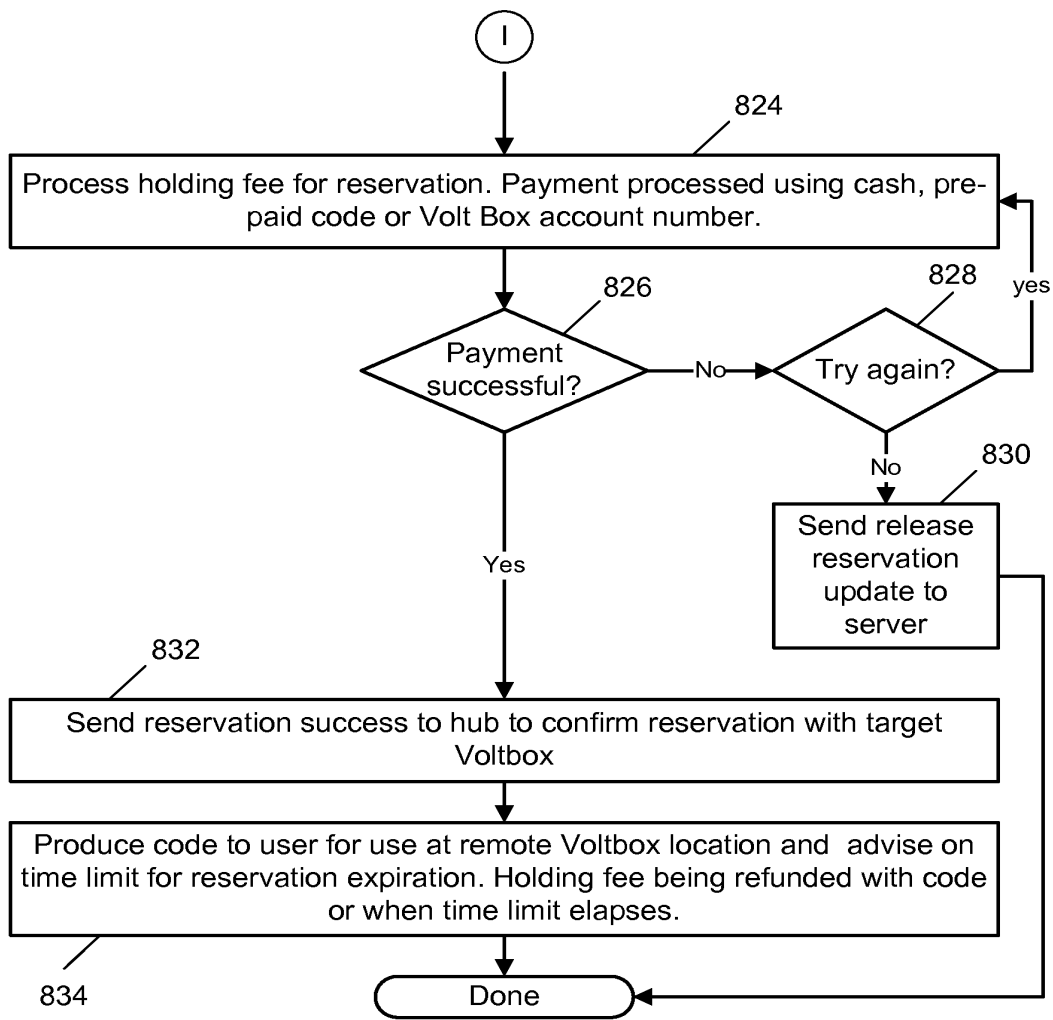 I
824
Process holding fee for reservation. Payment processed using cash, pre-
paid code or Volt Box account number.
826
828
yes
Payment
successful?
No
Try again?
No
830
Send release
reservation
update to
server
Yes
832
Send reservation success to hub to confirm reservation with target
Voltbox
Produce code to user for use at remote Voltbox location and  advise on
time limit for reservation expiration. Holding fee being refunded with code
or when time limit elapses.
834
Done